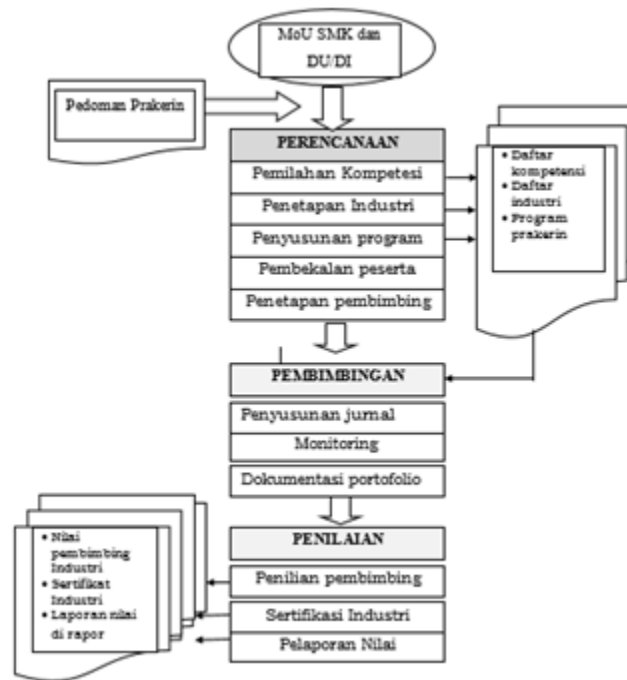 MoU SMK dan
DU/DI
Pedoman Prakerin
PERENCANAAN
Pemilahan Kompetesi
Penetapan Industri
Penyusunan program
Pembekalan peserta
Penetapan pembimbing
• Daftar
kompetensi
• Daftar
industri
• Program
prakerin
PEMBIMBINGAN
Penyusunan jurnal
Monitoring
Dokumentasi portofolio
PENILAIAN
Penilian pembimbing
Sertifikasi Industri
Pelaporan Nilai
• Nilai
pembimbing
Industri
• Sertifikat
Industri
• Laporan nilai
di rapor